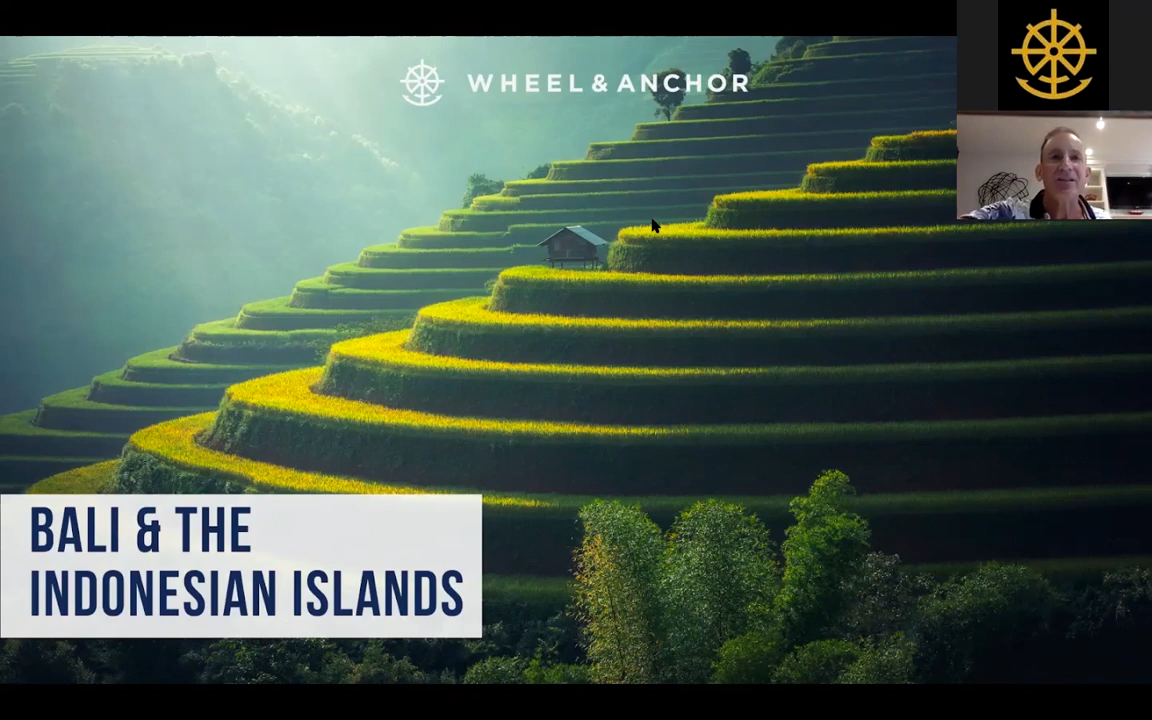 WHEEL & ANCHOR
BALI & THE
INDONESIAN ISLANDS